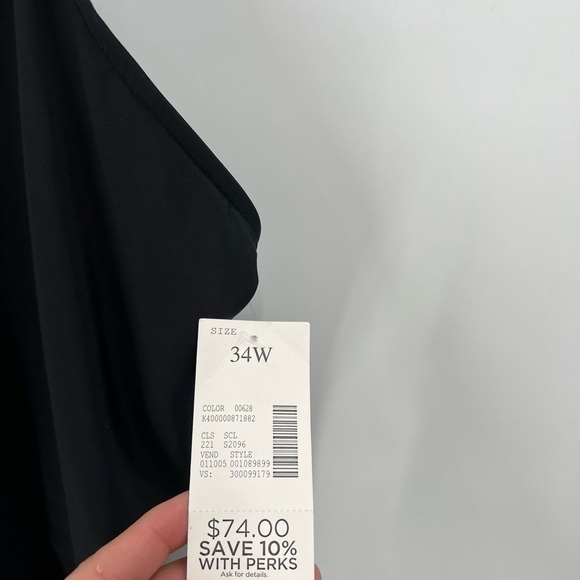 SIZE
34W
COLOR 00628
K400000871882
CLS SCL
221 S2096
VEND STYLE
011005 001089899
VS: 300099179
$74.00
SAVE 10%
WITH PERKS
Ask for details.